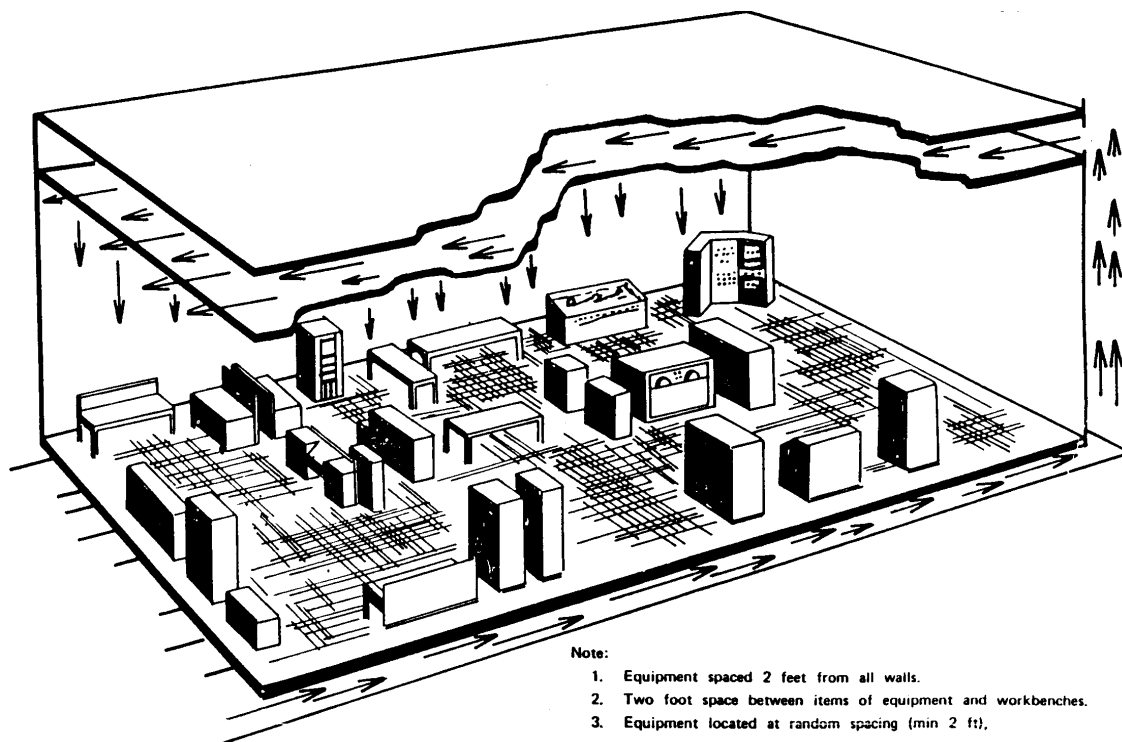 Note:
1. Equipment spaced 2 feet from all walls.
2. Two foot space between items of equipment and workbenches.
3. Equipment located at random spacing (min 2 ft),